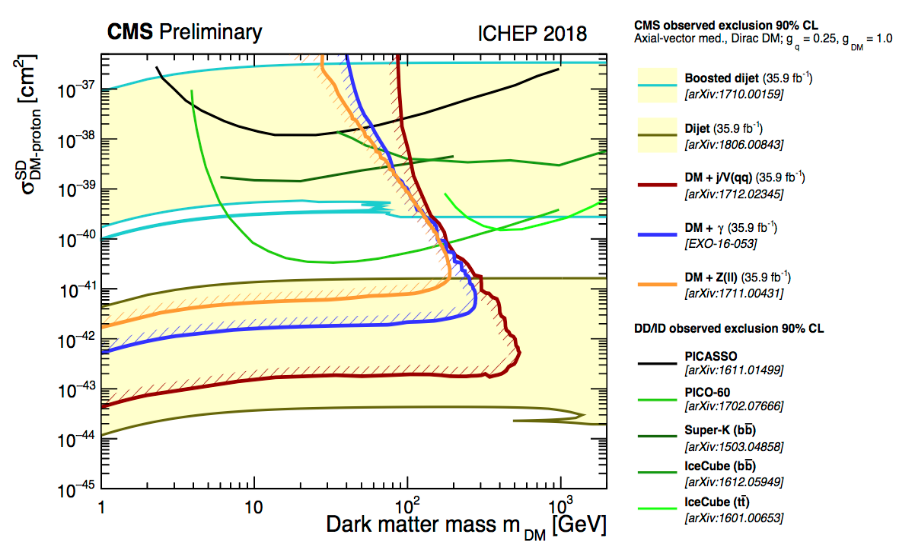 CMS Preliminary ICHEP 2018
σ^SD_DM-proton [cm²]
10⁻³⁷
10⁻³⁸
10⁻³⁹
10⁻⁴⁰
10⁻⁴¹
10⁻⁴²
10⁻⁴³
10⁻⁴⁴
10⁻⁴⁵
1 10 10² 10³
Dark matter mass m_DM [GeV]
CMS observed exclusion 90% CL
Axial-vector med., Dirac DM; g_q = 0.25, g_DM = 1.0
Boosted dijet (35.9 fb⁻¹)
[arXiv:1710.00159]
Dijet (35.9 fb⁻¹)
[arXiv:1806.00843]
DM + j/V(qq) (35.9 fb⁻¹)
[arXiv:1712.02345]
DM + γ (35.9 fb⁻¹)
[EXO-16-053]
DM + Z(ll) (35.9 fb⁻¹)
[arXiv:1711.00431]
DD/ID observed exclusion 90% CL
PICASSO
[arXiv:1611.01499]
PICO-60
[arXiv:1702.07666]
Super-K (bb̅)
[arXiv:1503.04858]
IceCube (bb̅)
[arXiv:1612.05949]
IceCube (tt̅)
[arXiv:1601.00653]